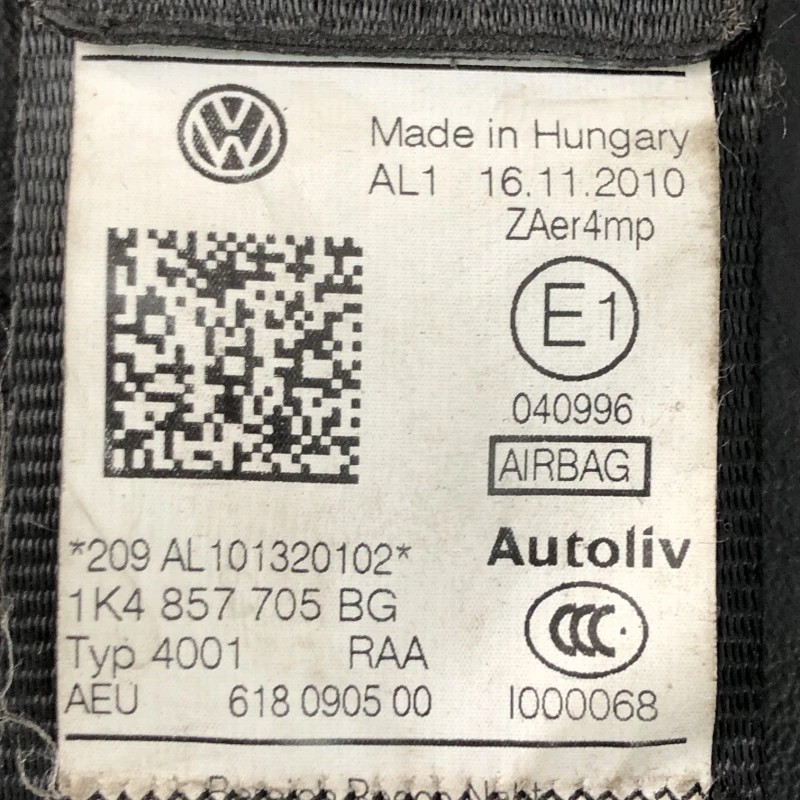 Made in Hungary
AL1 16.11.2010
ZAer4mp
E1
040996
AIRBAG
*209 AL101320102*
Autoliv
1K4 857 705 BG
CCC
Typ 4001 RAA
AEU 618 0905 00
I000068